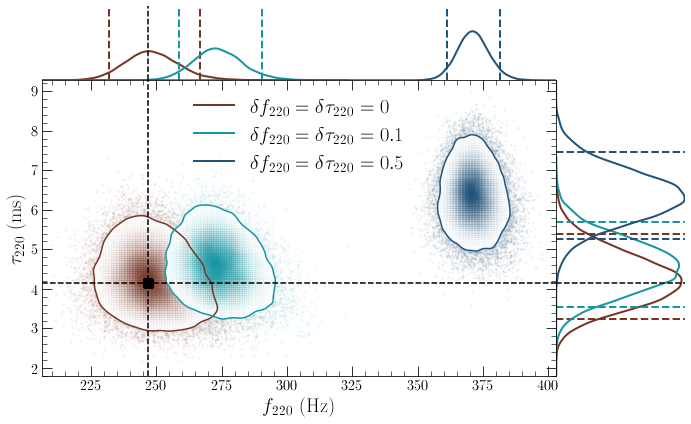 δf₂₂₀ = δτ₂₂₀ = 0
δf₂₂₀ = δτ₂₂₀ = 0.1
δf₂₂₀ = δτ₂₂₀ = 0.5
τ₂₂₀ (ms)
9
8
7
6
5
4
3
2
225 250 275 300 325 350 375 400
f₂₂₀ (Hz)